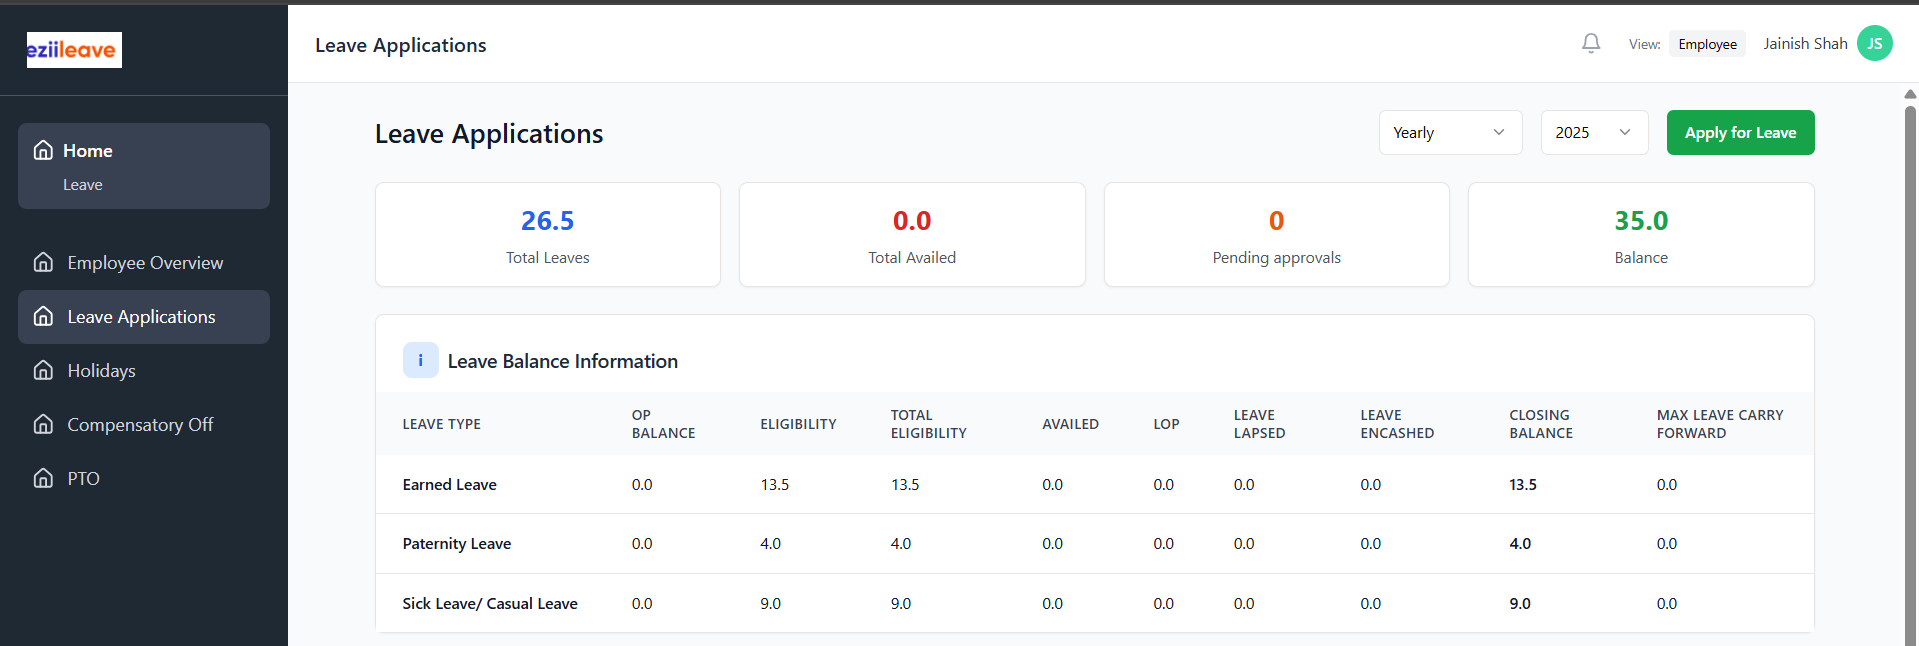 eziileave
Leave Applications
View: Employee Jainish Shah JS
Home
Leave
Employee Overview
Leave Applications
Holidays
Compensatory Off
PTO
Leave Applications
Yearly 2025 Apply for Leave
26.5 0.0 0 35.0
Total Leaves Total Availed Pending approvals Balance
i Leave Balance Information
LEAVE TYPE OP BALANCE ELIGIBILITY TOTAL ELIGIBILITY AVAILED LOP LEAVE LAPSED LEAVE ENCASHED CLOSING BALANCE MAX LEAVE CARRY FORWARD
Earned Leave 0.0 13.5 13.5 0.0 0.0 0.0 0.0 13.5 0.0
Paternity Leave 0.0 4.0 4.0 0.0 0.0 0.0 0.0 4.0 0.0
Sick Leave/ Casual Leave 0.0 9.0 9.0 0.0 0.0 0.0 0.0 9.0 0.0